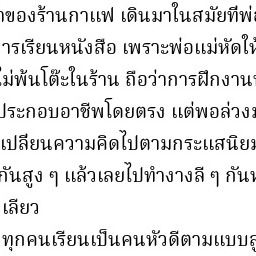 าของร้านกาแฟ เดินมาในสมัยที่พ่อ
ารเรียนหนังสือ เพราะพ่อแม่หัดให้
ไม่พ้นโต๊ะในร้าน ถือว่าการฝึกงาน
ประกอบอาชีพโดยตรง แต่พอล่วงม
เปลี่ยนความคิดไปตามกระแสนิยม
กันสูง ๆ แล้วเลยไปทำงางลี ๆ กันห
เลียว
ทุกคนเรียนเป็นคนหัวดีตามแบบลู